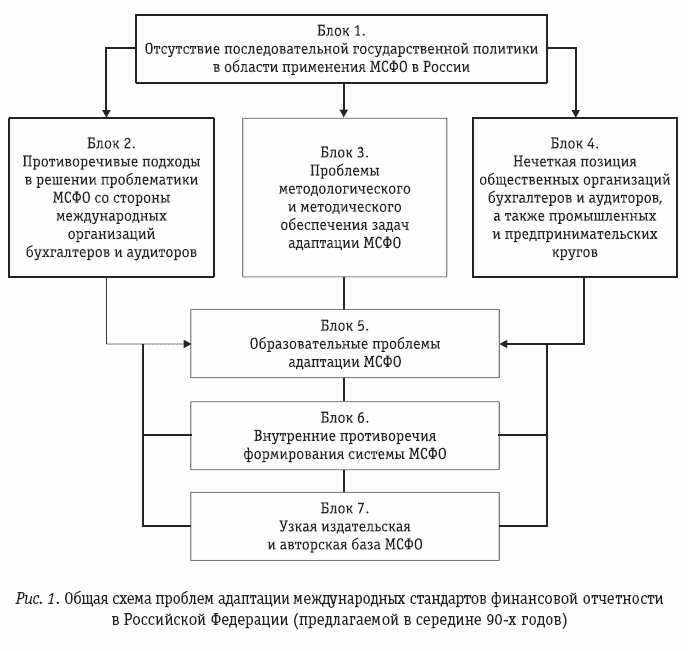 Блок 1.
Отсутствие последовательной государственной политики
в области применения МСФО в России
Блок 2.
Противоречивые подходы
в решении проблематики
МСФО со стороны
международных
организаций
бухгалтеров и аудиторов
Блок 3.
Проблемы
методологического
и методического
обеспечения задач
адаптации МСФО
Блок 4.
Нечеткая позиция
общественных организаций
бухгалтеров и аудиторов,
а также промышленных
и предпринимательских
кругов
Блок 5.
Образовательные проблемы
адаптации МСФО
Блок 6.
Внутренние противоречия
формирования системы МСФО
Блок 7.
Узкая издательская
и авторская база МСФО
Рис. 1. Общая схема проблем адаптации международных стандартов финансовой отчетности
в Российской Федерации (предлагаемой в середине 90-х годов)